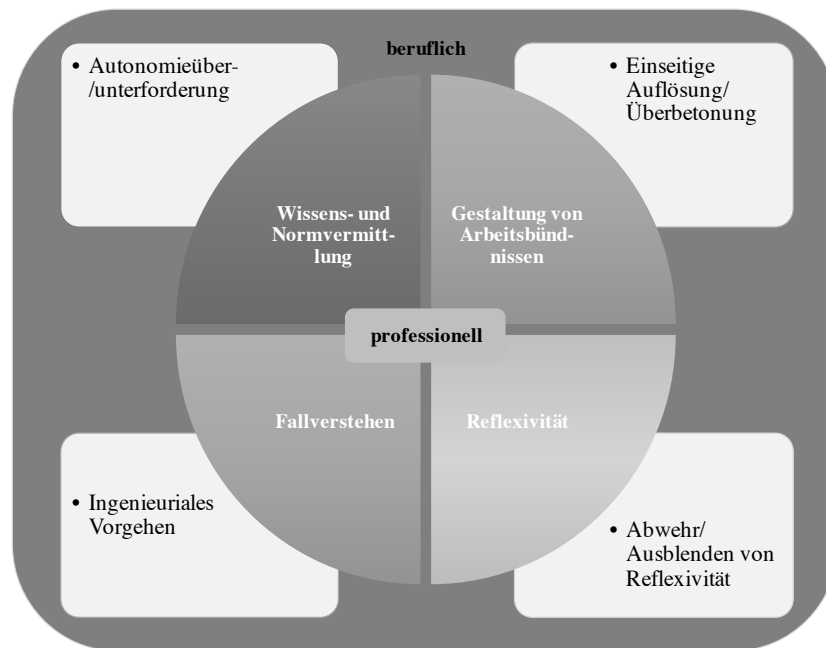 beruflich
• Autonomieüber-
/unterforderung
• Einseitige
Auflösung/
Überbetonung
Wissens- und
Normvermitt-
lung
Gestaltung von
Arbeitsbünd-
nissen
professionell
Fallverstehen
Reflexivität
• Ingenieuriales
Vorgehen
• Abwehr/
Ausblenden von
Reflexivität